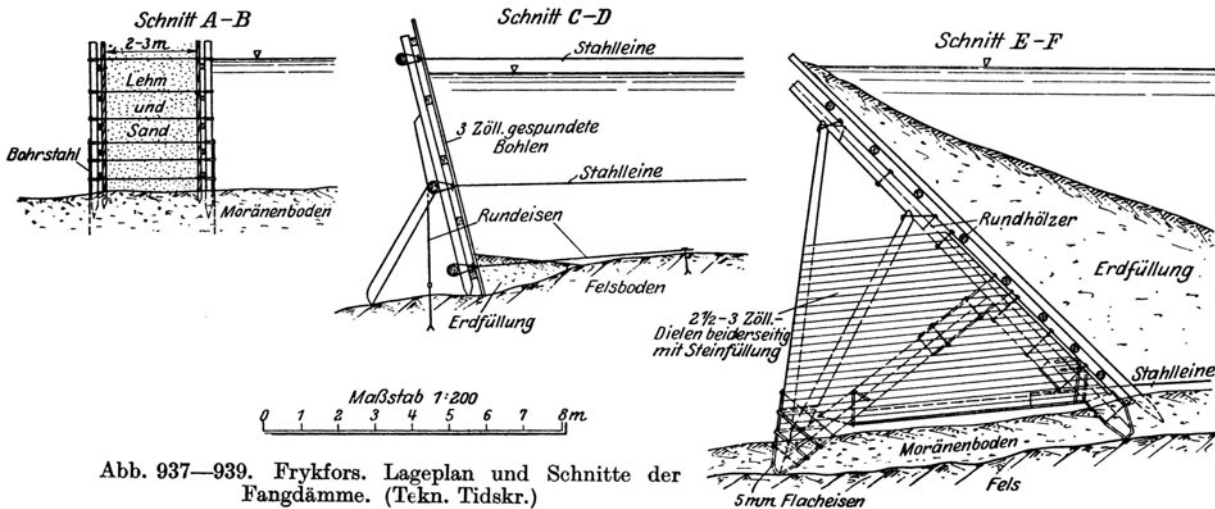 Schnitt A-B
2-3m
Lehm
und
Sand
Bohrstahl
Moränenboden
Schnitt C-D
Stahlleine
3 Zöll. gespundete
Bohlen
Stahlleine
Rundeisen
Felsboden
Erdfüllung
Schnitt E-F
Rundhölzer
Erdfüllung
2½-3 Zöll.-
Dielen beiderseitig
mit Steinfüllung
Stahlleine
Moränenboden
Fels
5mm Flacheisen
Maßstab 1:200
0 1 2 3 4 5 6 7 8m
Abb. 937—939. Frykfors. Lageplan und Schnitte der
Fangdämme. (Tekn. Tidskr.)